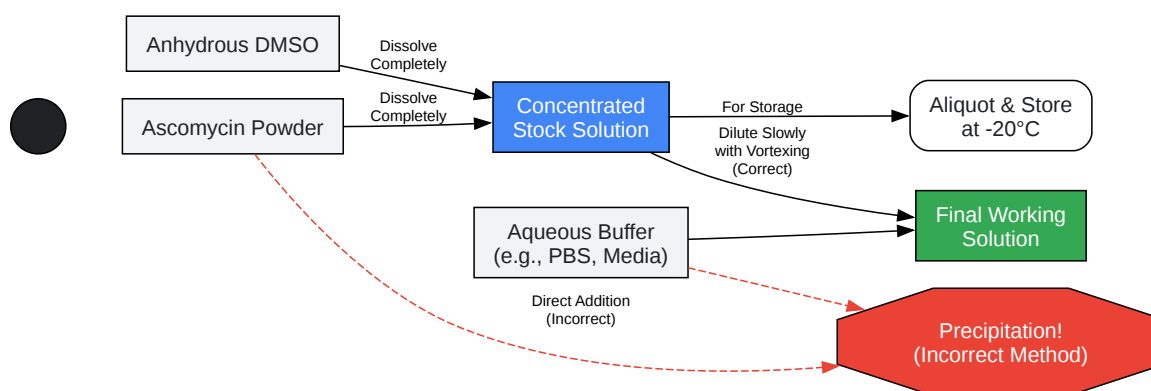 Anhydrous DMSO
Dissolve
Completely
Ascomycin Powder
Dissolve
Completely
Concentrated
Stock Solution
For Storage
Aliquot & Store
at -20°C
Dilute Slowly
with Vortexing
(Correct)
Aqueous Buffer
(e.g., PBS, Media)
Final Working
Solution
Direct Addition
(Incorrect)
Precipitation!
(Incorrect Method)